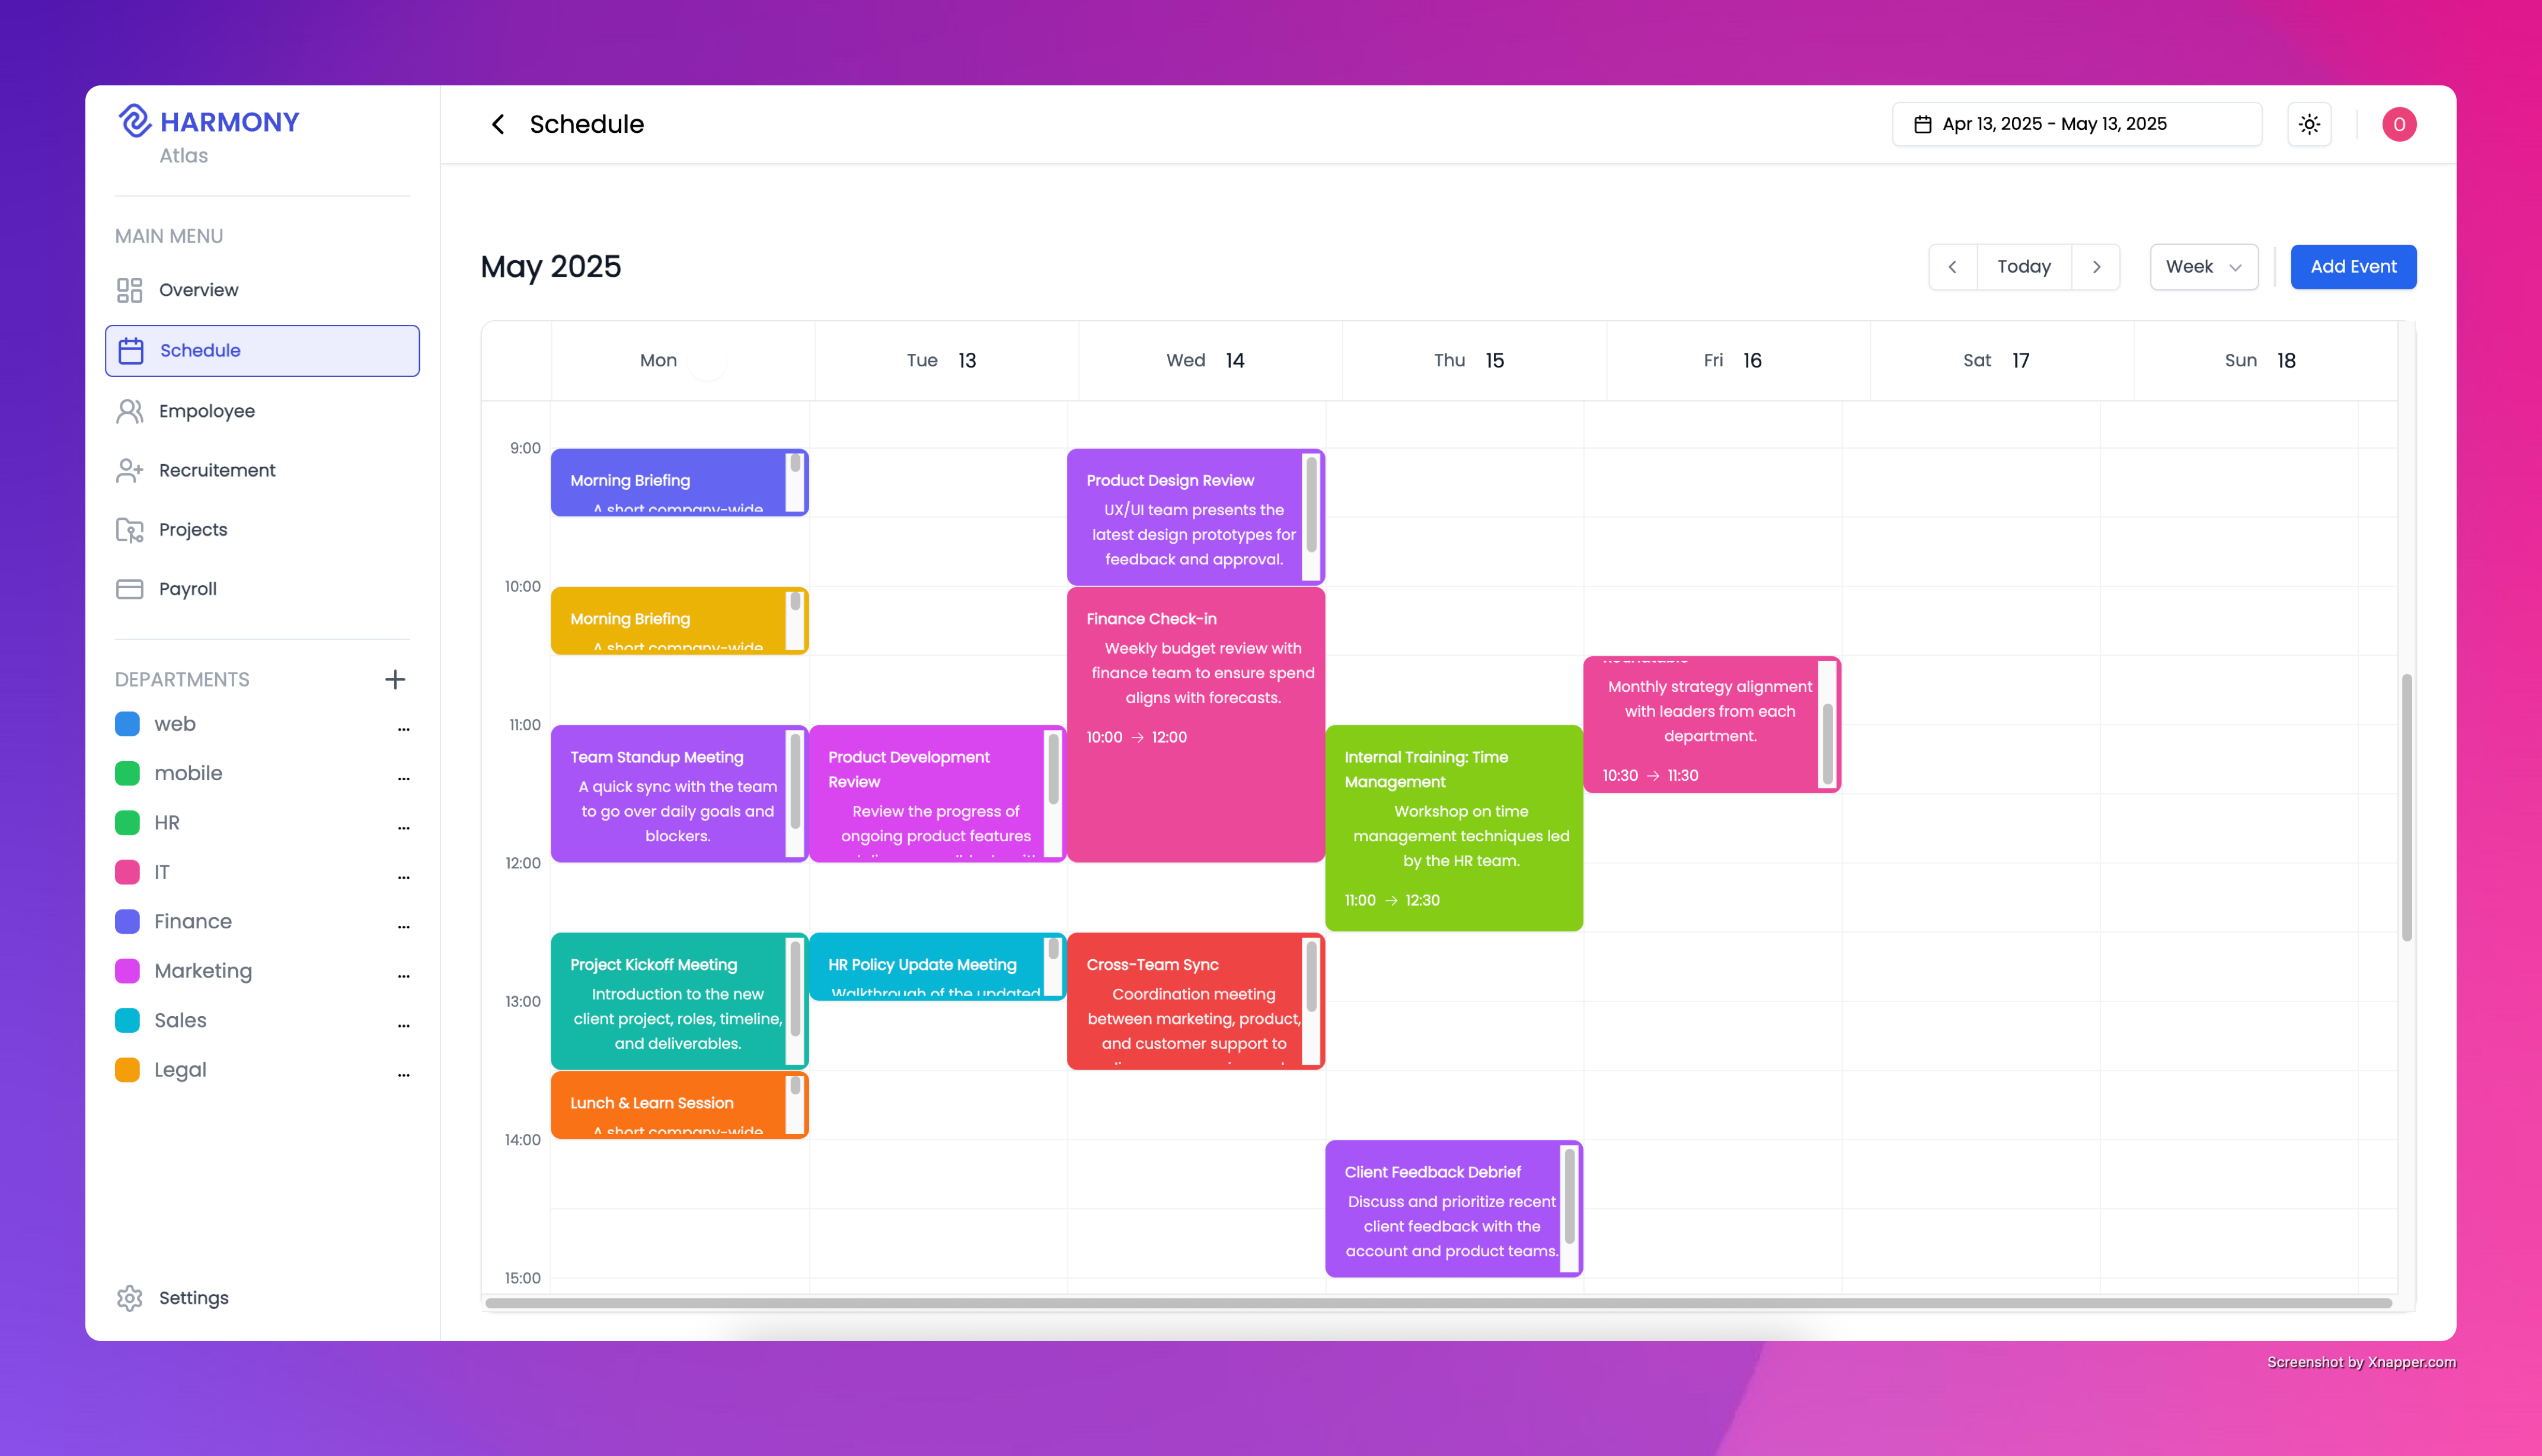 HARMONY
Atlas
MAIN MENU
Overview
Schedule
Empoloyee
Recruitement
Projects
Payroll
DEPARTMENTS
web
...
mobile
...
HR
...
IT
...
Finance
...
Marketing
...
Sales
...
Legal
...
Settings
Schedule
Apr 13, 2025 - May 13, 2025
O
May 2025
Today
Week
Add Event
Mon
Tue 13
Wed 14
Thu 15
Fri 16
Sat 17
Sun 18
9:00
10:00
11:00
12:00
13:00
14:00
15:00
Morning Briefing
A short company-wide
Morning Briefing
A short company-wide
Team Standup Meeting
A quick sync with the team
to go over daily goals and
blockers.
Project Kickoff Meeting
Introduction to the new
client project, roles, timeline,
and deliverables.
Lunch & Learn Session
A short company-wide
Product Development
Review
Review the progress of
ongoing product features
HR Policy Update Meeting
Walkthrough of the updated
Product Design Review
UX/UI team presents the
latest design prototypes for
feedback and approval.
Finance Check-in
Weekly budget review with
finance team to ensure spend
aligns with forecasts.
10:00 → 12:00
Cross-Team Sync
Coordination meeting
between marketing, product,
and customer support to
Internal Training: Time
Management
Workshop on time
management techniques led
by the HR team.
11:00 → 12:30
Client Feedback Debrief
Discuss and prioritize recent
client feedback with the
account and product teams.
Monthly strategy alignment
with leaders from each
department.
10:30 → 11:30
Screenshot by Xnapper.com